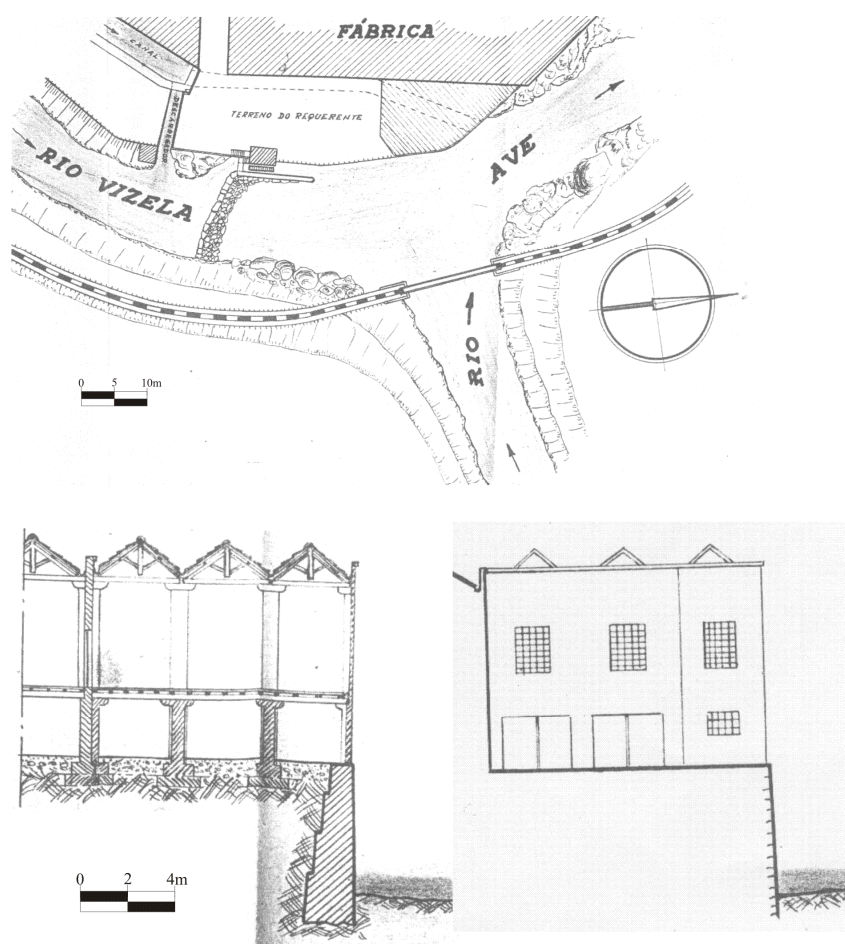 FÁBRICA
CANAL
DESCARREGADOR
TERRENO DO REQUERENTE
RIO VIZELA
AVE
RIO
0 5 10m
0 2 4m